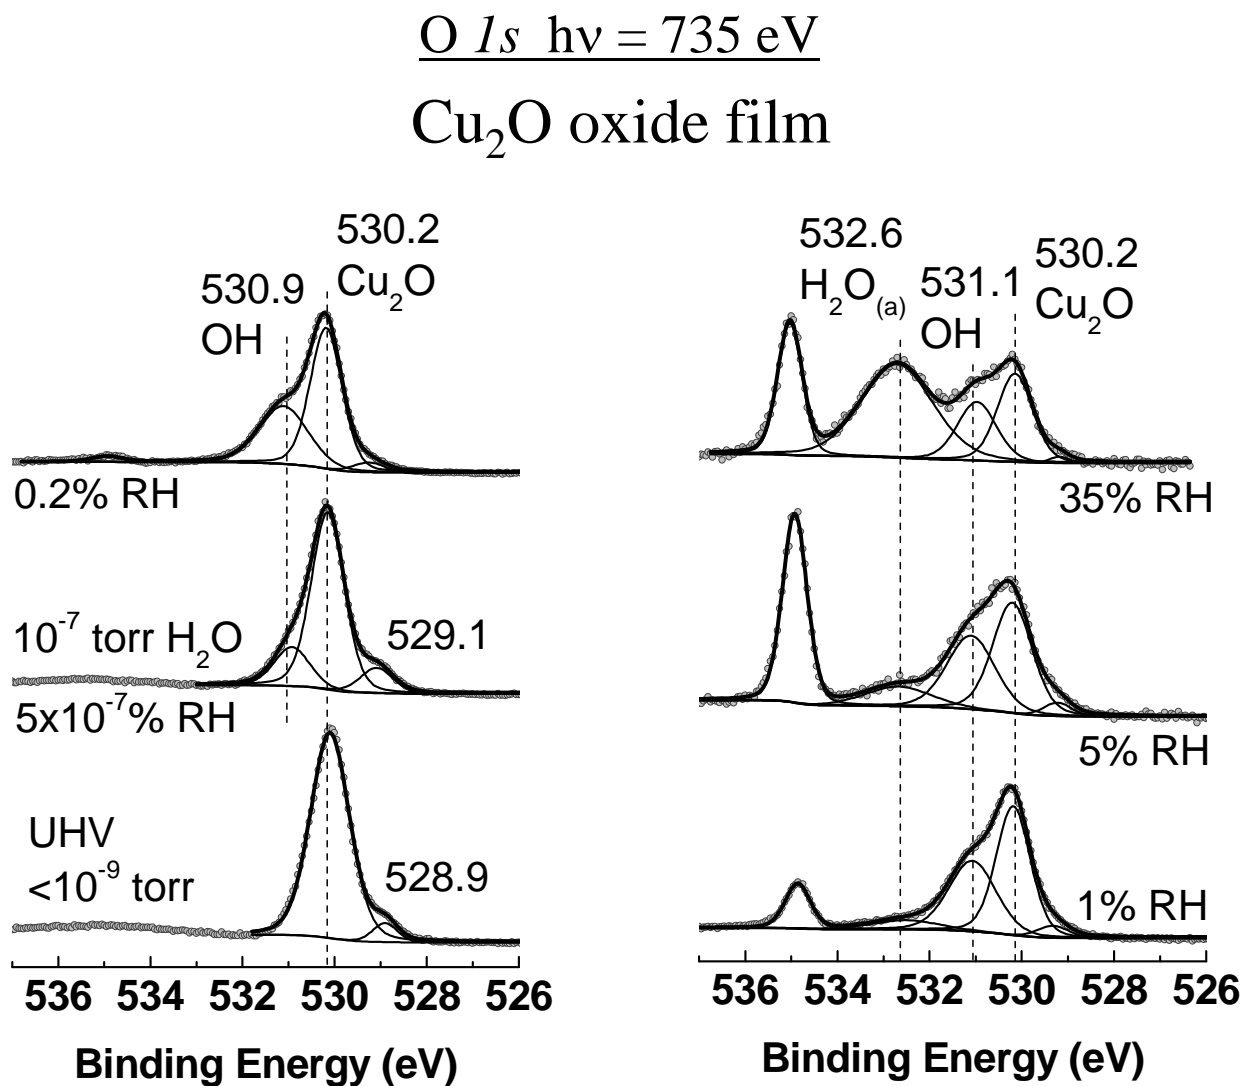 O 1s hν = 735 eV
Cu₂O oxide film
530.2
Cu₂O
530.9
OH
0.2% RH
10⁻⁷ torr H₂O
529.1
5x10⁻⁷% RH
UHV
<10⁻⁹ torr
528.9
536 534 532 530 528 526
Binding Energy (eV)
532.6
H₂O₍ₐ₎
531.1
OH
530.2
Cu₂O
35% RH
5% RH
1% RH
536 534 532 530 528 526
Binding Energy (eV)